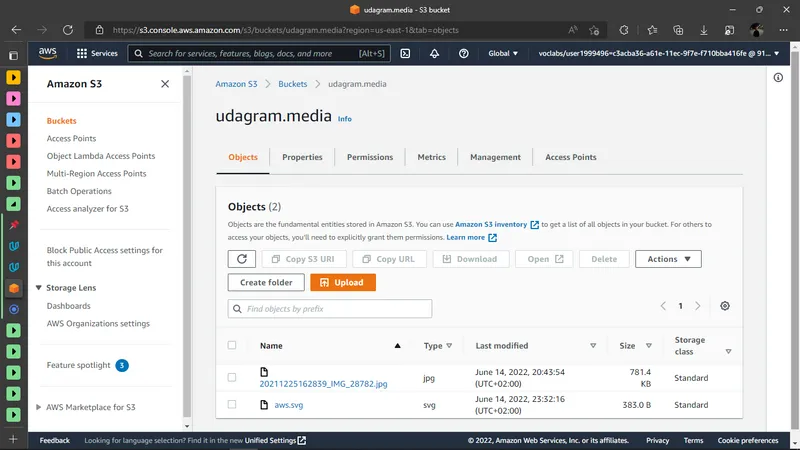 udagram.media - S3 bucket
https://s3.console.aws.amazon.com/s3/buckets/udagram.media?region=us-east-1&tab=objects
aws
Services
Search for services, features, blogs, docs, and more
[Alt+S]
Global
voclabs/user1999496=c3acba36-a61e-11ec-9f7e-f710bba416fe @ 91...
Amazon S3
Buckets
Access Points
Object Lambda Access Points
Multi-Region Access Points
Batch Operations
Access analyzer for S3
Block Public Access settings for
this account
Storage Lens
Dashboards
AWS Organizations settings
Feature spotlight
3
AWS Marketplace for S3
Amazon S3
Buckets
udagram.media
udagram.media
Info
Objects
Properties
Permissions
Metrics
Management
Access Points
Objects (2)
Objects are the fundamental entities stored in Amazon S3. You can use Amazon S3 inventory to get a list of all objects in your bucket. For others to
access your objects, you'll need to explicitly grant them permissions. Learn more
Copy S3 URI
Copy URL
Download
Open
Delete
Actions
Create folder
Upload
Find objects by prefix
1
Name
Type
Last modified
Size
Storage
class
20211225162839_IMG_28782.jpg
jpg
June 14, 2022, 20:43:54
(UTC+02:00)
781.4
KB
Standard
aws.svg
svg
June 14, 2022, 23:32:16
(UTC+02:00)
383.0 B
Standard
Feedback
Looking for language selection? Find it in the new Unified Settings
© 2022, Amazon Web Services, Inc. or its affiliates.
Privacy
Terms
Cookie preferences